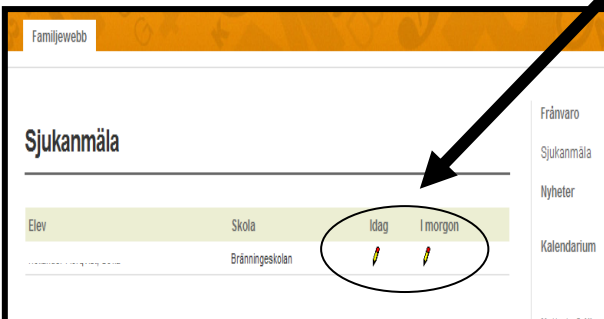 Familjewebb
Sjukanmäla
Elev Skola Idag I morgon
Bränningeskolan
Frånvaro
Sjukanmäla
Nyheter
Kalendarium